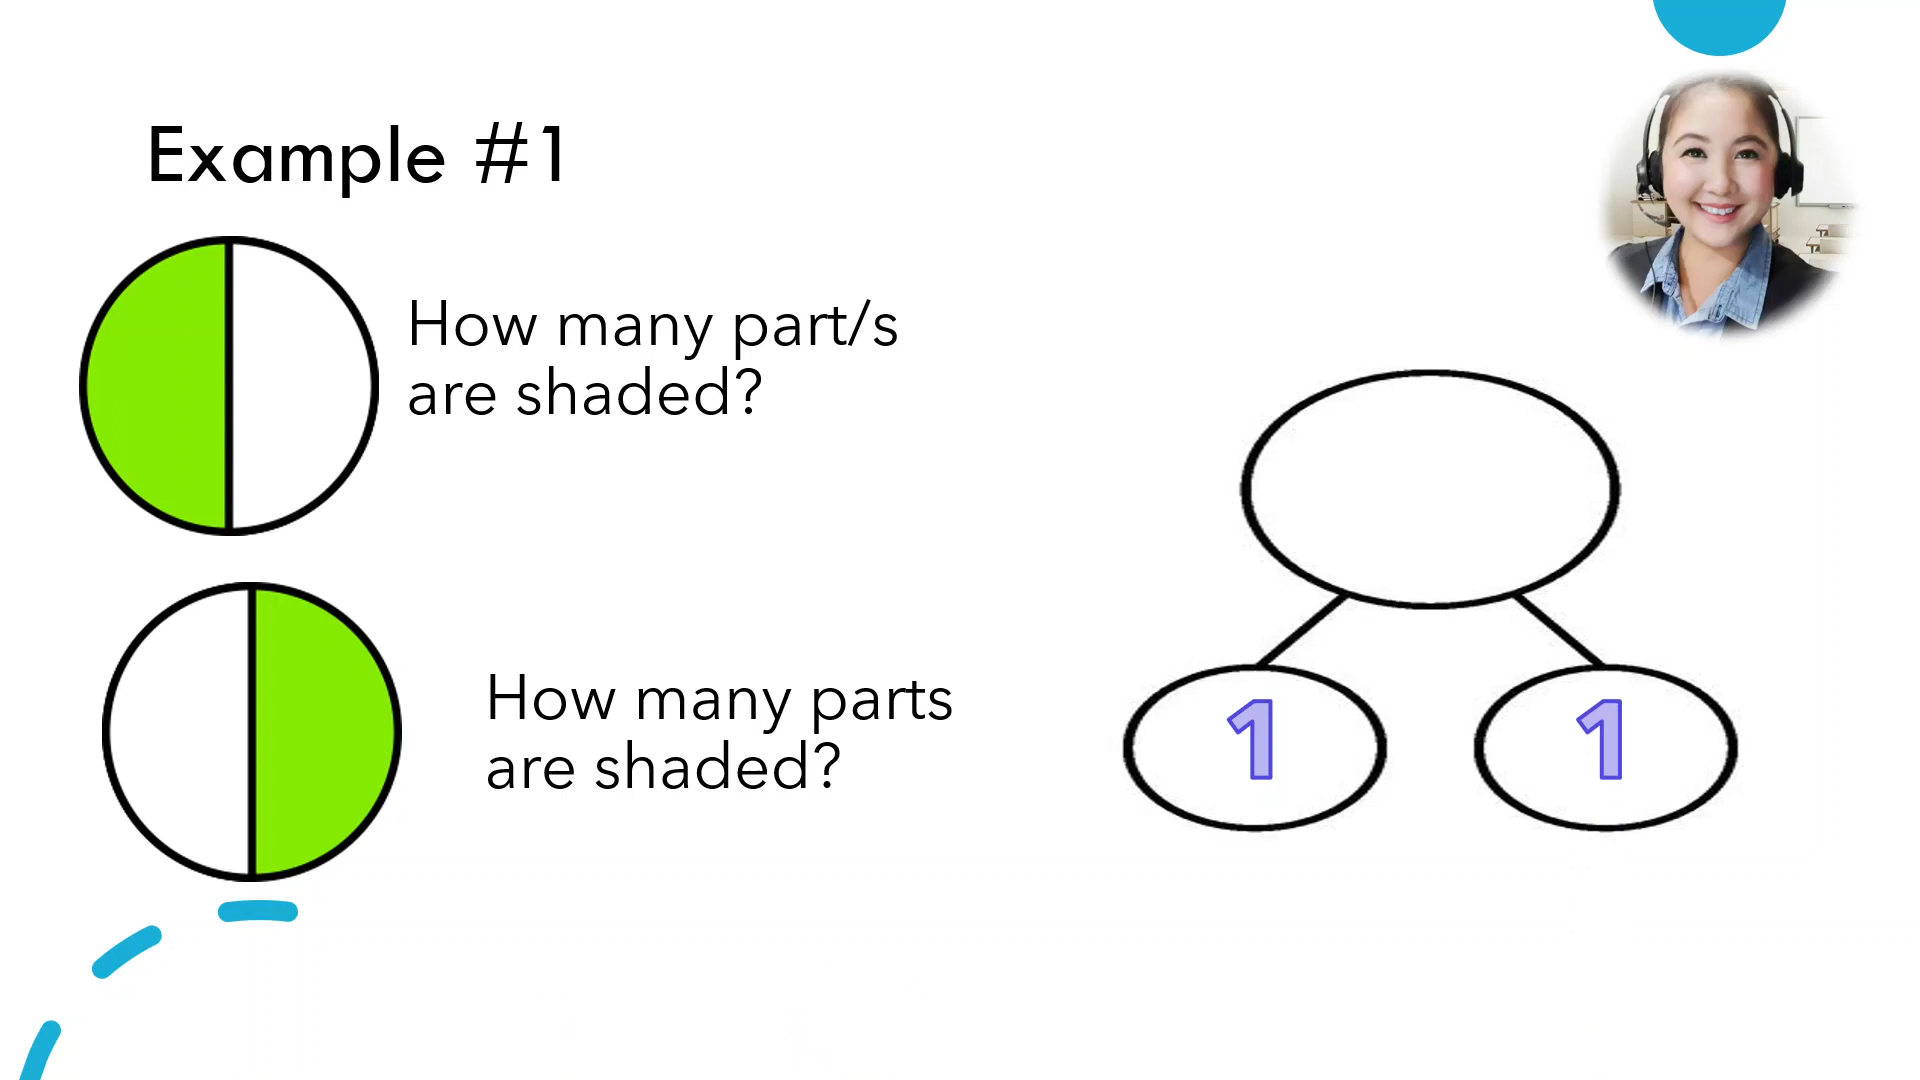 Example #1
How many part/s
are shaded?
How many parts
are shaded?
1
1